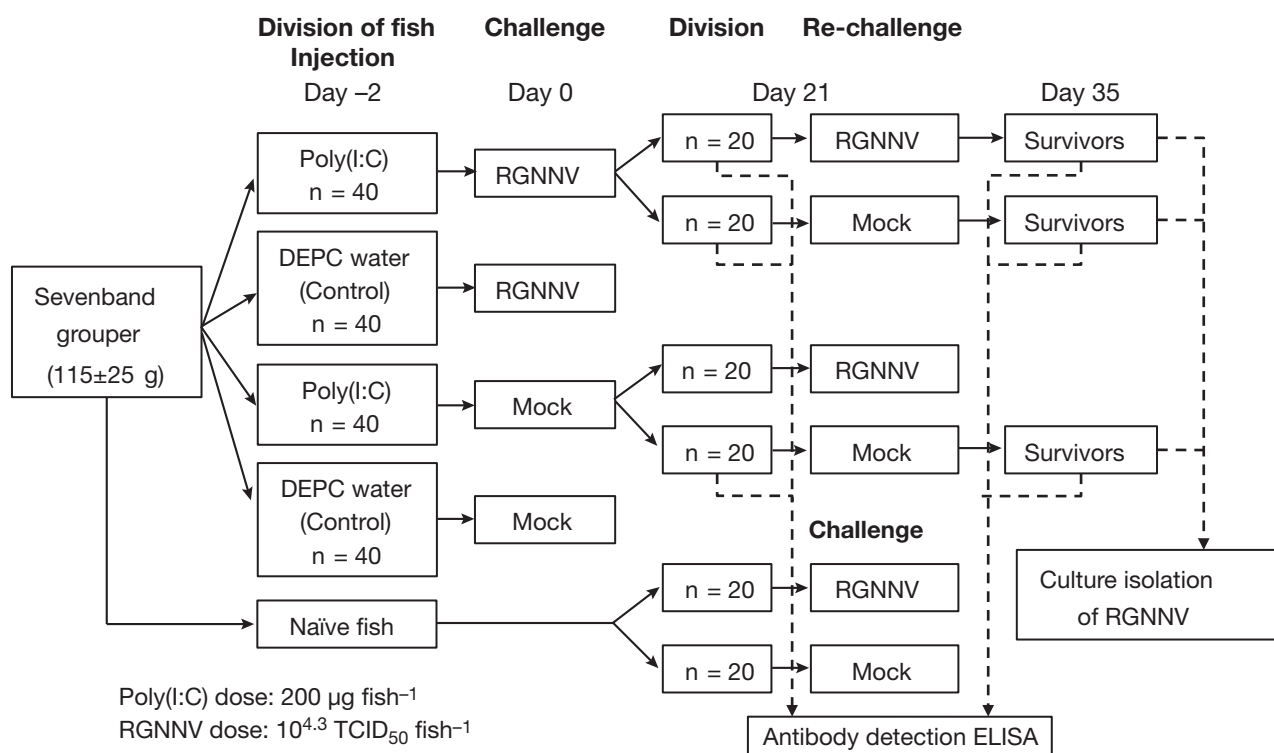 Division of fish
Injection
Challenge
Division
Re-challenge
Day –2
Day 0
Day 21
Day 35
Sevenband
grouper
(115±25 g)
Poly(I:C)
n = 40
RGNNV
n = 20
RGNNV
Survivors
n = 20
Mock
Survivors
DEPC water
(Control)
n = 40
RGNNV
Poly(I:C)
n = 40
Mock
n = 20
RGNNV
n = 20
Mock
Survivors
DEPC water
(Control)
n = 40
Mock
Challenge
Naïve fish
n = 20
RGNNV
n = 20
Mock
Culture isolation
of RGNNV
Poly(I:C) dose: 200 µg fish⁻¹
RGNNV dose: 10⁴·³ TCID₅₀ fish⁻¹
Antibody detection ELISA